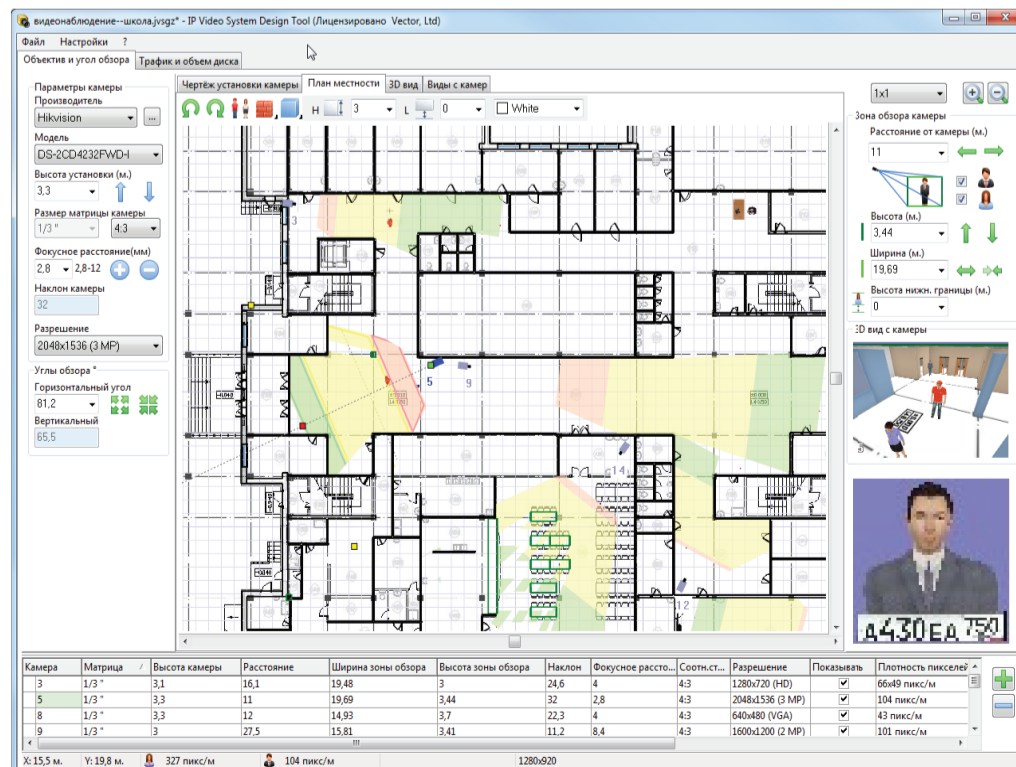 видеонаблюдение--школа.jvsgz* - IP Video System Design Tool (Лицензировано Vector, Ltd)
Файл Настройки ?
Объектив и угол обзора Трафик и объем диска
Параметры камеры
Производитель
Hikvision ...
Модель
DS-2CD4232FWD-I
Высота установки (м.)
3,3
Размер матрицы камеры
1/3 " 4:3
Фокусное расстояние(мм)
2,8 2,8-12
Наклон камеры
32
Разрешение
2048x1536 (3 MP)
Углы обзора °
Горизонтальный угол
81,2
Вертикальный
65,5
Чертёж установки камеры План местности 3D вид Виды с камер
H 3 L 0 White
3
5
9
14
12
1x1
Зона обзора камеры
Расстояние от камеры (м.)
11
Высота (м.)
3,44
Ширина (м.)
19,69
Высота нижн. границы (м.)
0
3D вид с камеры
д430ЕД 750
Камера Матрица Высота камеры Расстояние Ширина зоны обзора Высота зоны обзора Наклон Фокусное рассто... Соотн.ст... Разрешение Показывать Плотность пикселей
3 1/3 " 3,1 16,1 19,48 3 24,6 4 4:3 1280x720 (HD) 66x49 пикс/м
5 1/3 " 3,3 11 19,69 3,44 32 2,8 4:3 2048x1536 (3 MP) 104 пикс/м
8 1/3 " 3,3 12 14,93 3,7 22,3 4 4:3 640x480 (VGA) 43 пикс/м
9 1/3 " 3 27,5 15,81 3,41 11,2 8,4 4:3 1600x1200 (2 MP) 101 пикс/м
X: 15,5 м. Y: 19,8 м. 327 пикс/м 104 пикс/м 1280x920